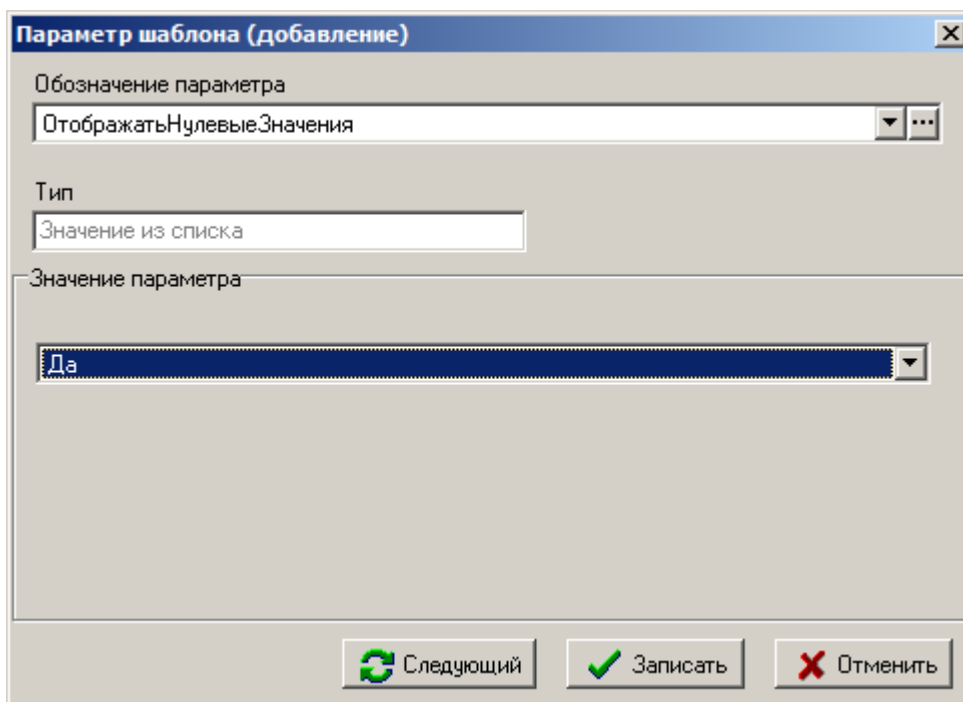 Параметр шаблона (добавление)
Обозначение параметра
ОтображатьНулевыеЗначения
Тип
Значение из списка
Значение параметра
Да
Следующий Записать Отменить